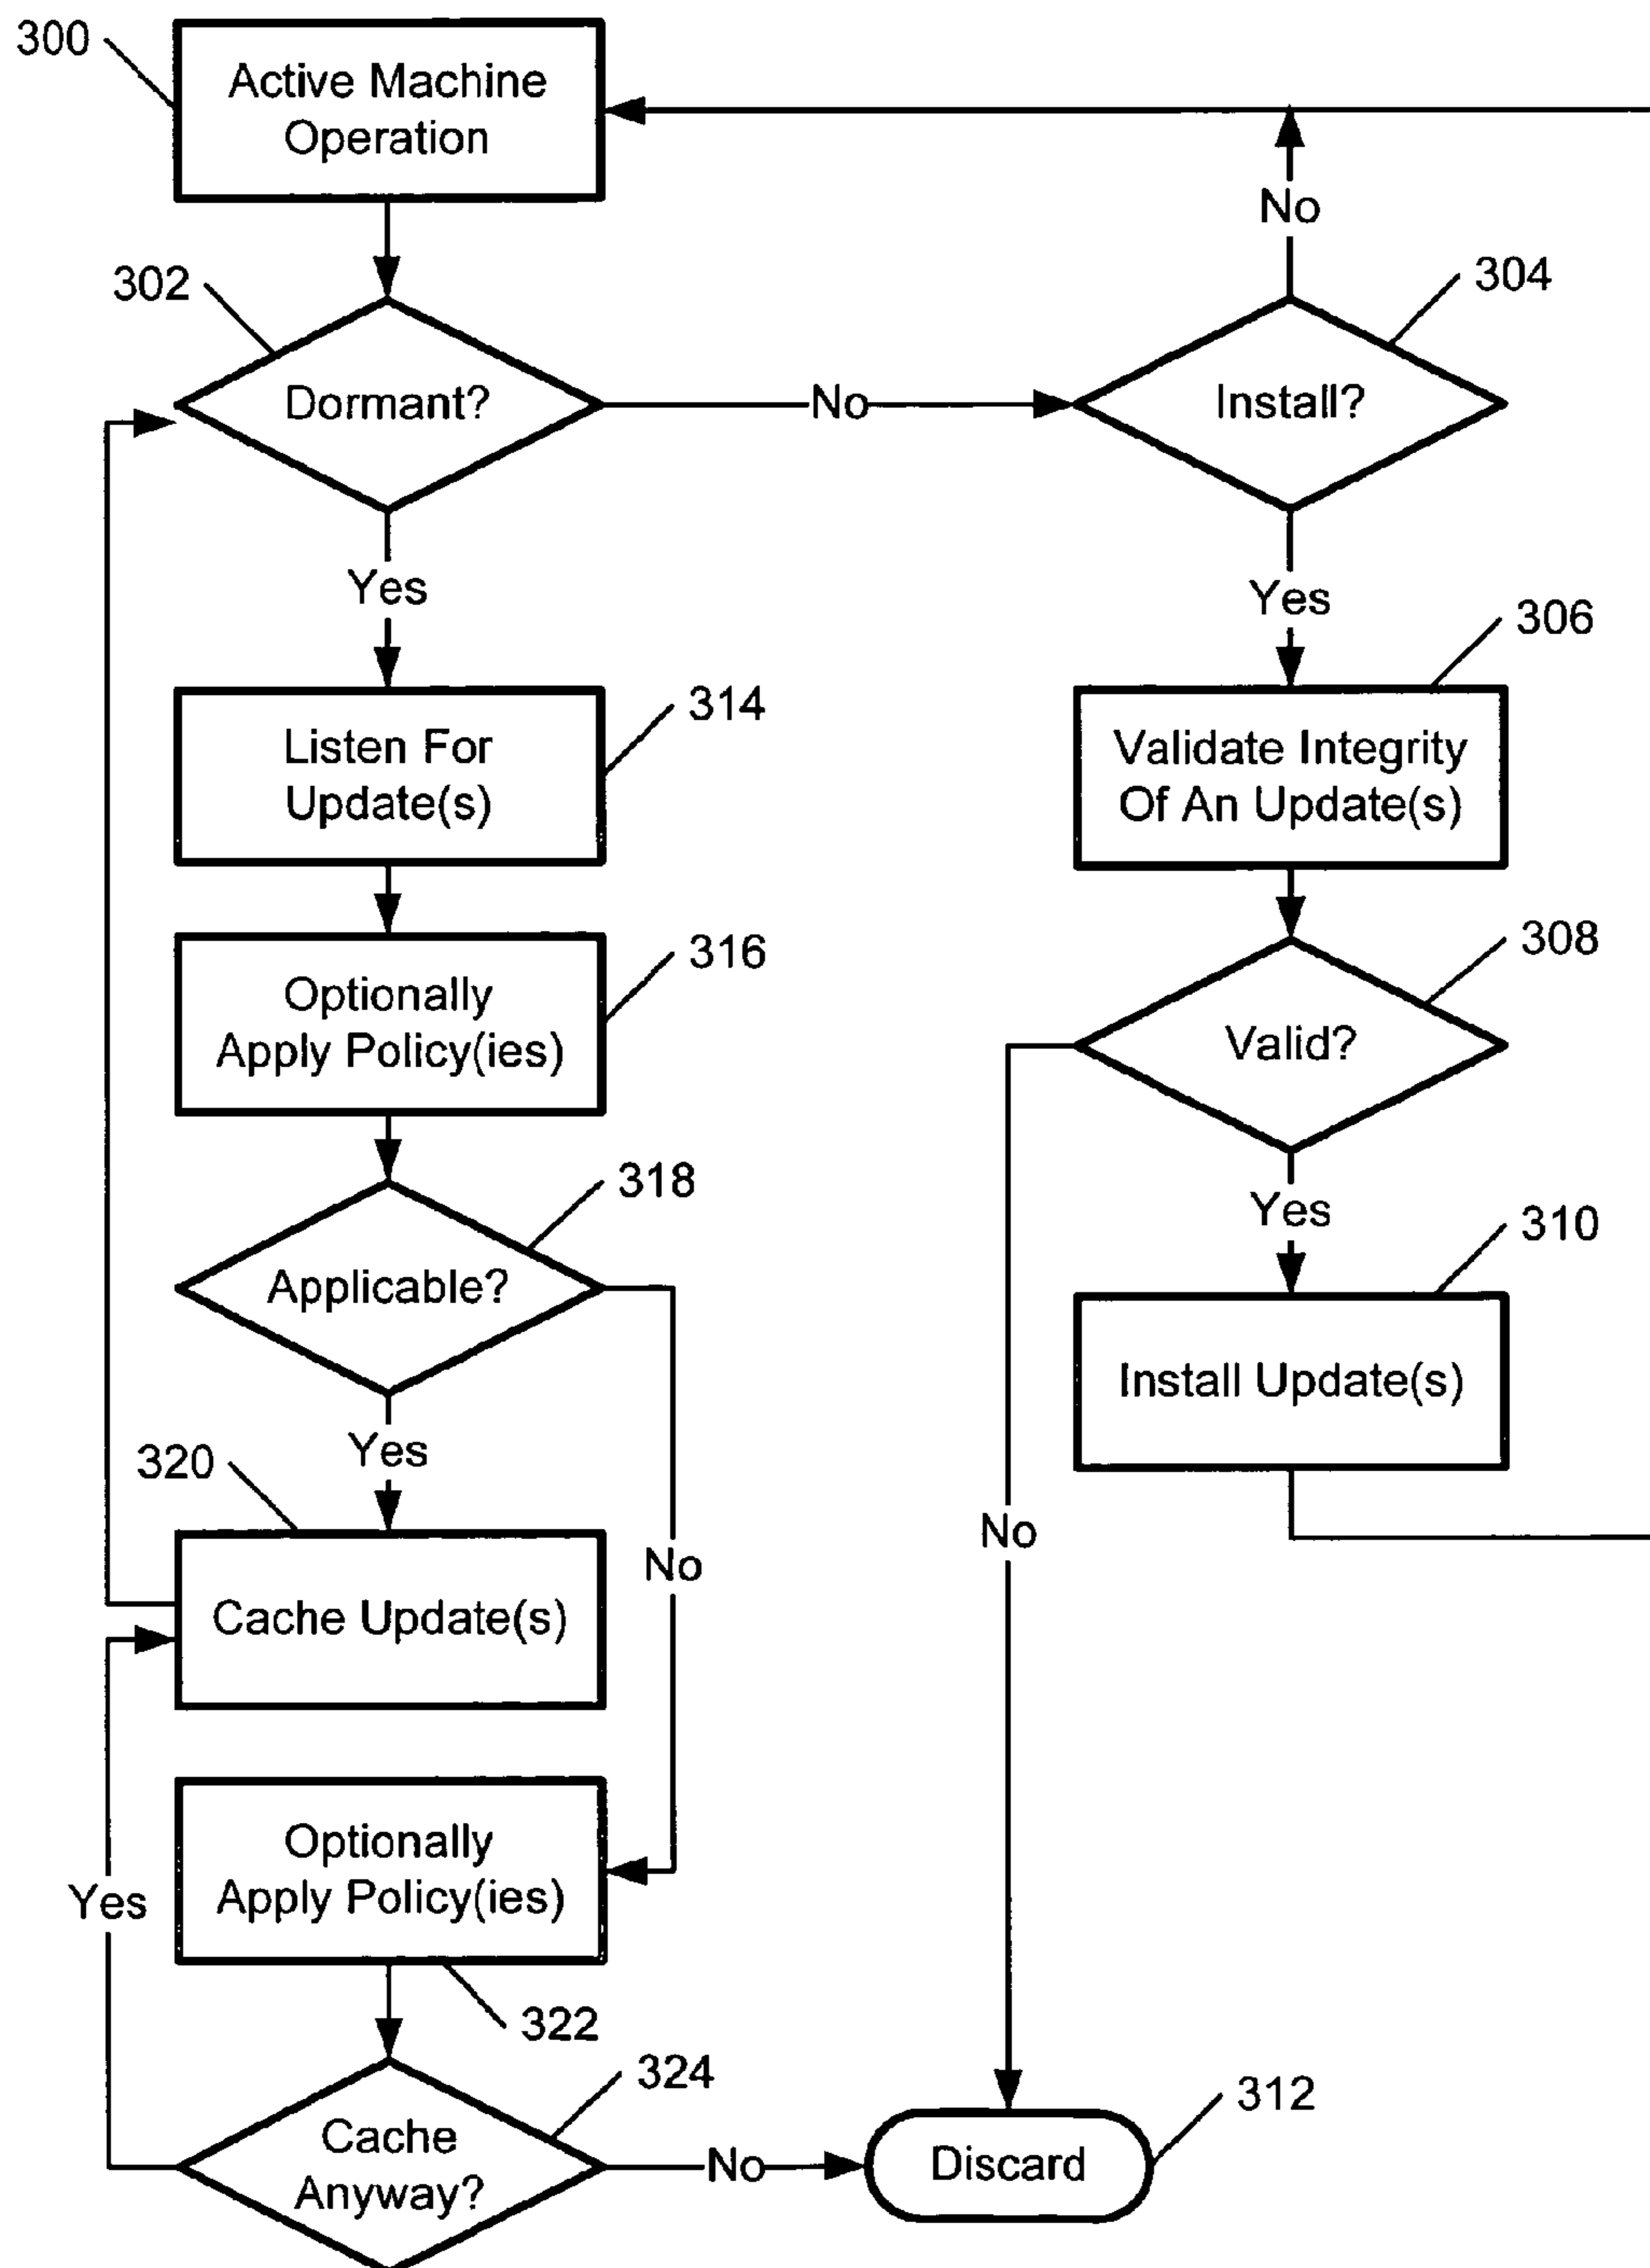 300
Active Machine
Operation
No
302
304
Dormant?
No
Install?
Yes
Yes
306
314
Listen For
Update(s)
Validate Integrity
Of An Update(s)
316
308
Optionally
Apply Policy(ies)
Valid?
318
Yes
310
Applicable?
Install Update(s)
320
Yes
No
No
Cache Update(s)
Optionally
Apply Policy(ies)
Yes
322
324
312
Cache
Anyway?
No
Discard